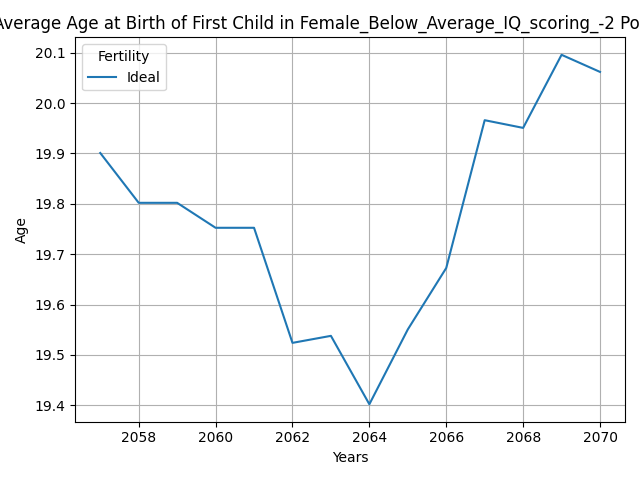 Average Age at Birth of First Child in Female_Below_Average_IQ_scoring_-2 Po
Fertility
Ideal
20.1
20.0
19.9
19.8
19.7
19.6
19.5
19.4
Age
2058 2060 2062 2064 2066 2068 2070
Years